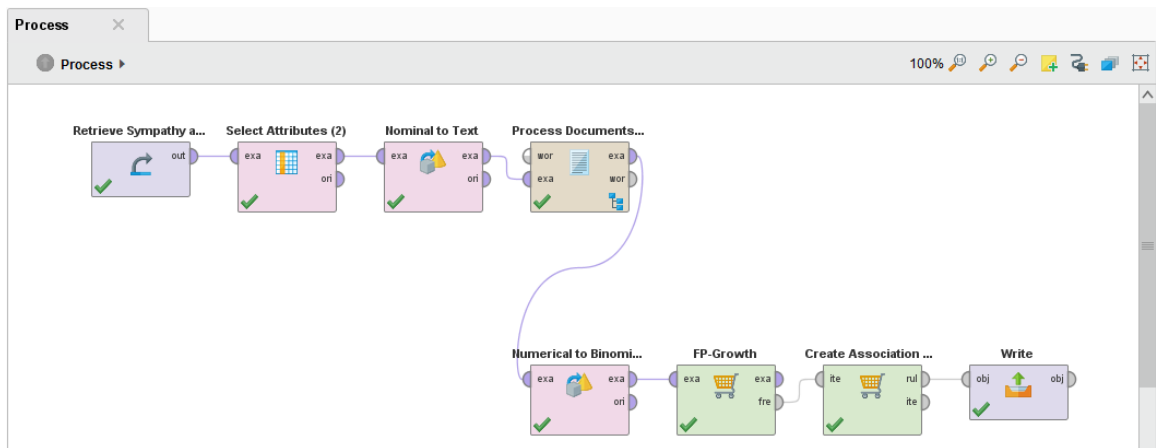 Process
Process
100%
Retrieve Sympathy a...
Select Attributes (2)
Nominal to Text
Process Documents...
out
exa
exa
ori
exa
exa
ori
wor
exa
exa
wor
Numerical to Binomi...
FP-Growth
Create Association ...
Write
exa
exa
ori
exa
exa
fre
ite
rul
ite
obj
obj